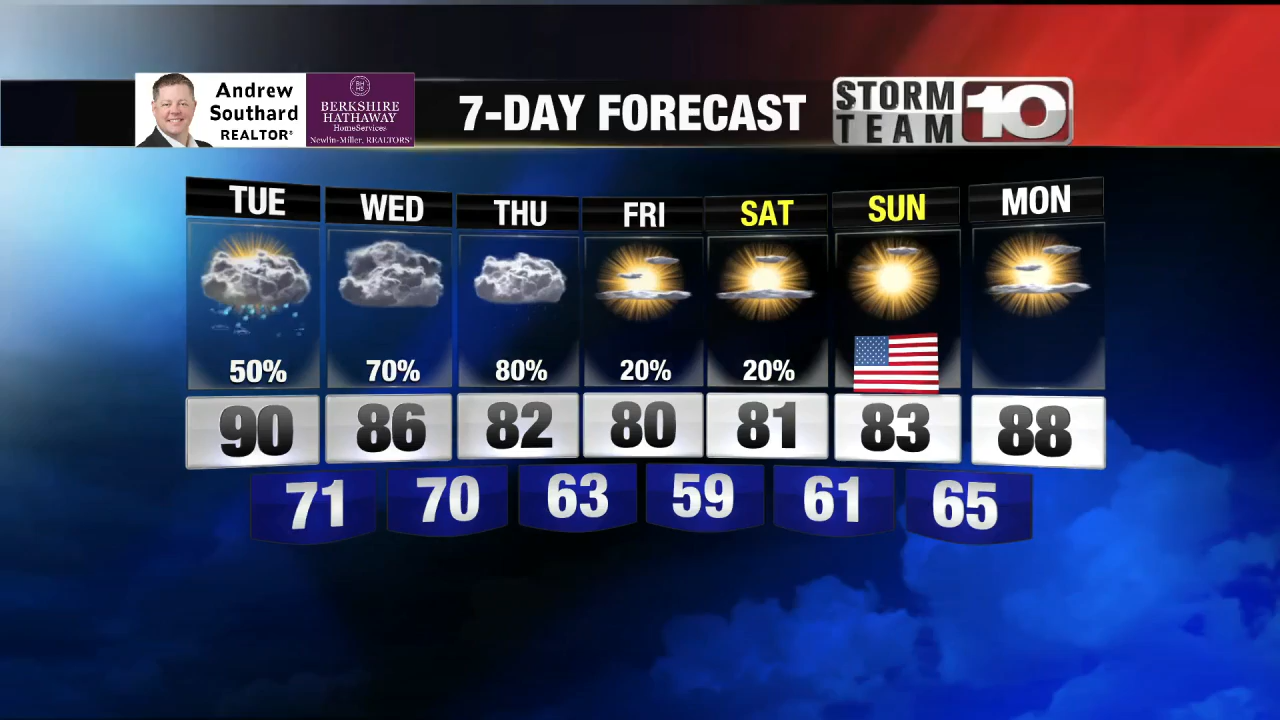 Andrew
Southard
REALTOR®
BH
HS
BERKSHIRE
HATHAWAY
HomeServices
Newlin-Miller, REALTORS®
7-DAY FORECAST
STORM
TEAM
10
TUE WED THU FRI SAT SUN MON
50% 70% 80% 20% 20%
90 86 82 80 81 83 88
71 70 63 59 61 65